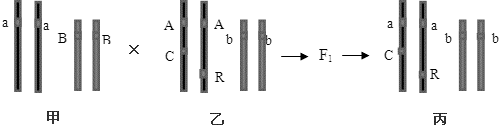 a a B B × A A C R b b → F1 → a a C R b b
甲 乙 丙